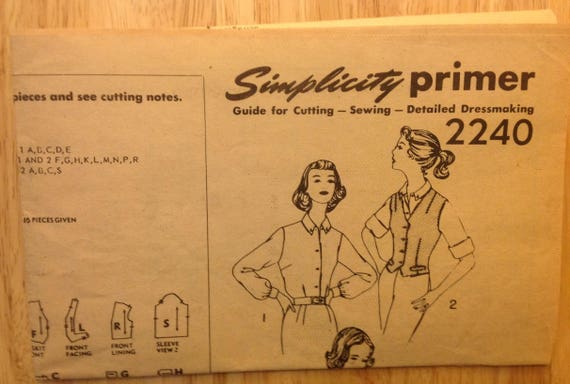 pieces and see cutting notes.
1 A,B,C,D,E
1 AND 2 F,G,H,K,L,M,N,P,R
2 A,B,C,S
15 PIECES GIVEN
F
L
FRONT
FACING
R
FRONT
LINING
S
SLEEVE
VIEW 2
C
G
H
Simplicity primer
Guide for Cutting – Sewing – Detailed Dressmaking
2240
1
2